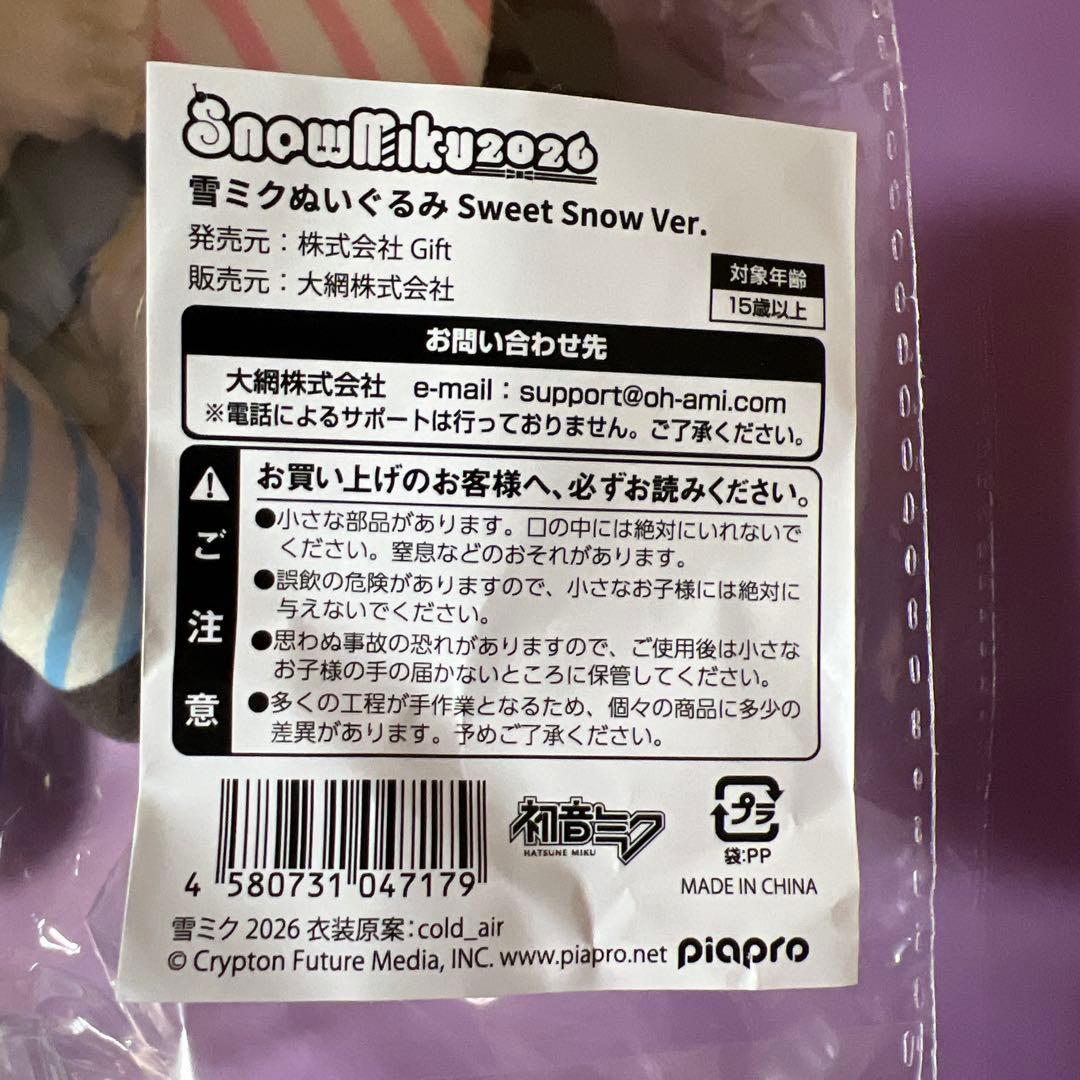 SnowMiku2026
雪ミクぬいぐるみ Sweet Snow Ver.
発売元：株式会社 Gift
販売元：大網株式会社
対象年齢
15歳以上
お問い合わせ先
大網株式会社 e-mail：support@oh-ami.com
※電話によるサポートは行っておりません。ご了承ください。
ご注意
お買い上げのお客様へ、必ずお読みください。
●小さな部品があります。口の中には絶対にいれないで
ください。窒息などのおそれがあります。
●誤飲の危険がありますので、小さなお子様には絶対に
与えないでください。
●思わぬ事故の恐れがありますので、ご使用後は小さな
お子様の手の届かないところに保管してください。
●多くの工程が手作業となるため、個々の商品に多少の
差異があります。予めご了承ください。
4 580731 047179
初音ミク
HATSUNE MIKU
プラ
袋:PP
MADE IN CHINA
雪ミク 2026 衣装原案：cold_air
© Crypton Future Media, INC. www.piapro.net piapro